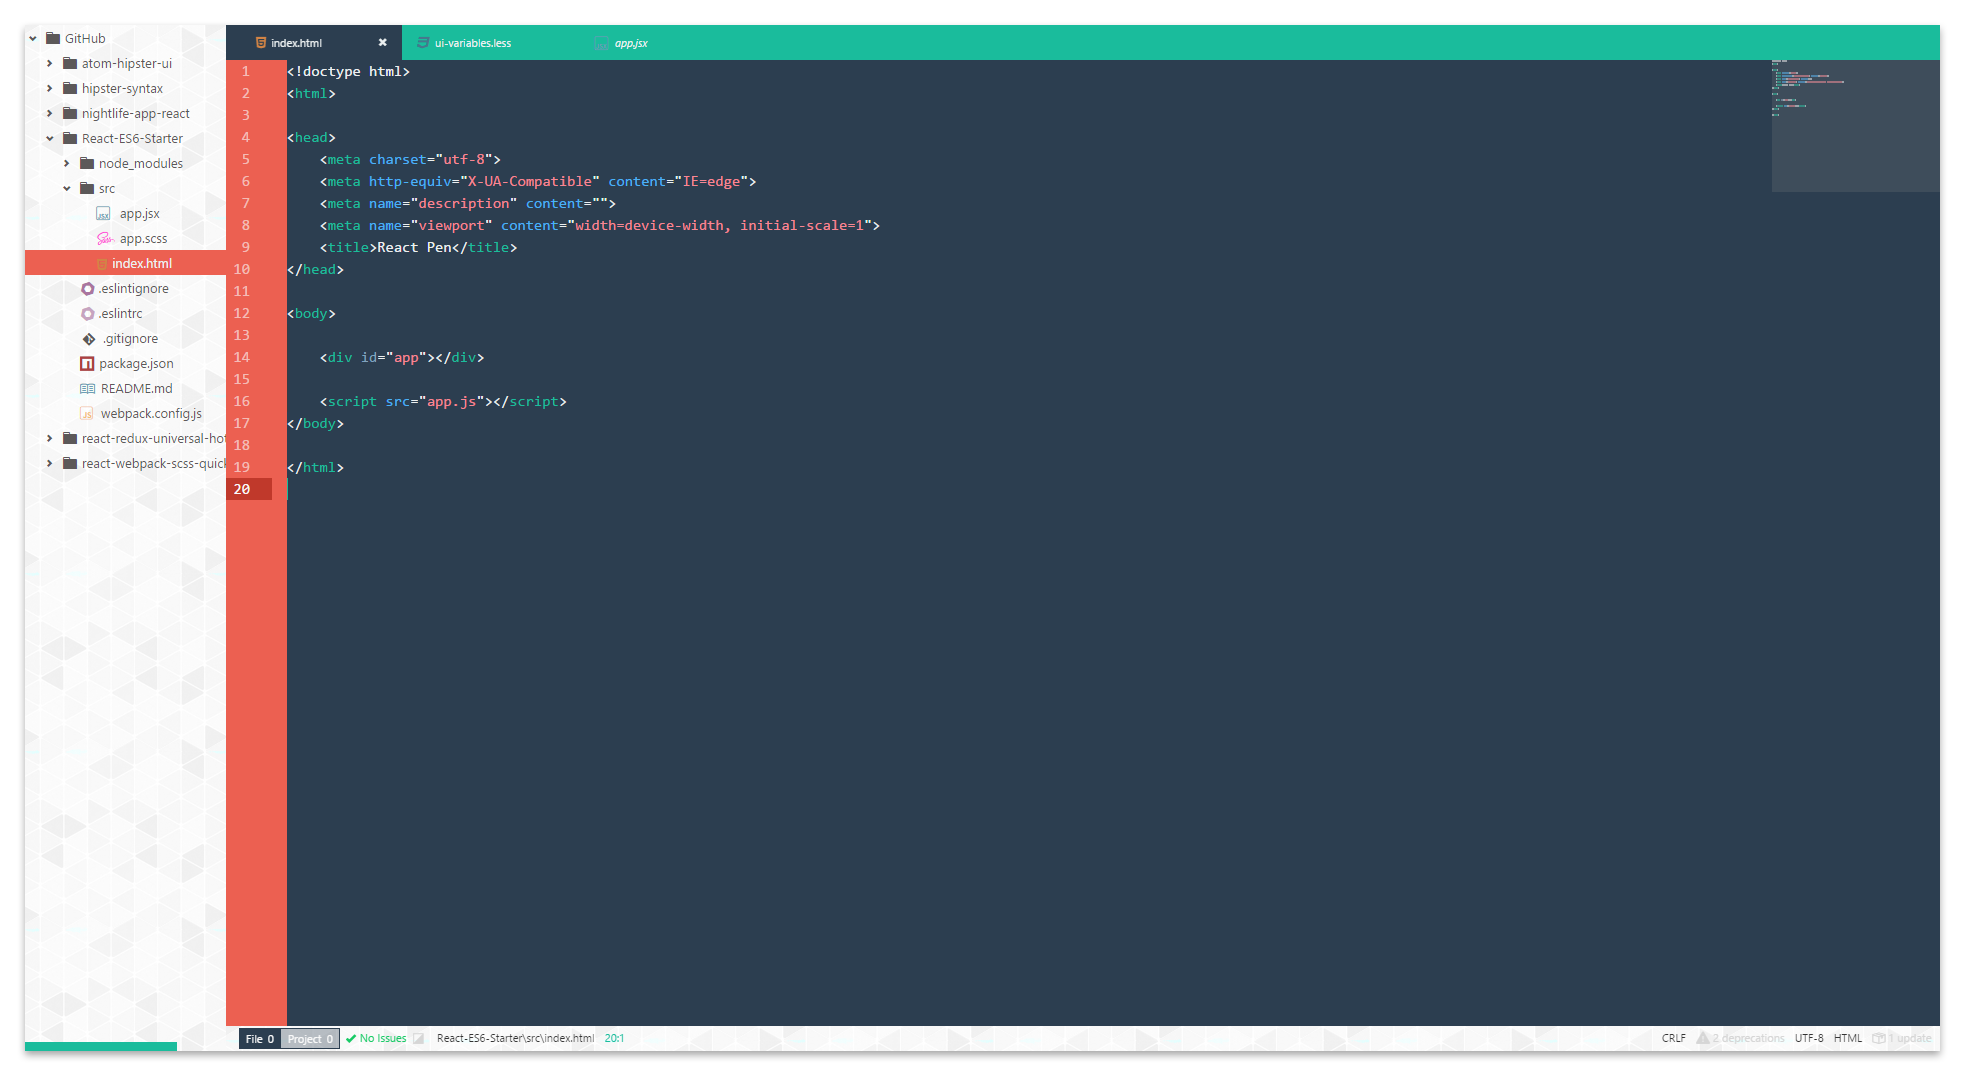 GitHub
atom-hipster-ui
hipster-syntax
nightlife-app-react
React-ES6-Starter
node_modules
src
app.jsx
app.scss
index.html
.eslintignore
.eslintrc
.gitignore
package.json
README.md
webpack.config.js
react-redux-universal-hot
react-webpack-scss-quick
index.html
ui-variables.less
app.jsx
1 <!doctype html>
2 <html>
3
4 <head>
5     <meta charset="utf-8">
6     <meta http-equiv="X-UA-Compatible" content="IE=edge">
7     <meta name="description" content="">
8     <meta name="viewport" content="width=device-width, initial-scale=1">
9     <title>React Pen</title>
10 </head>
11
12 <body>
13
14     <div id="app"></div>
15
16     <script src="app.js"></script>
17 </body>
18
19 </html>
20
File 0 Project 0 No Issues React-ES6-Starter\src\index.html 20:1 CRLF 2 deprecations UTF-8 HTML 1 update